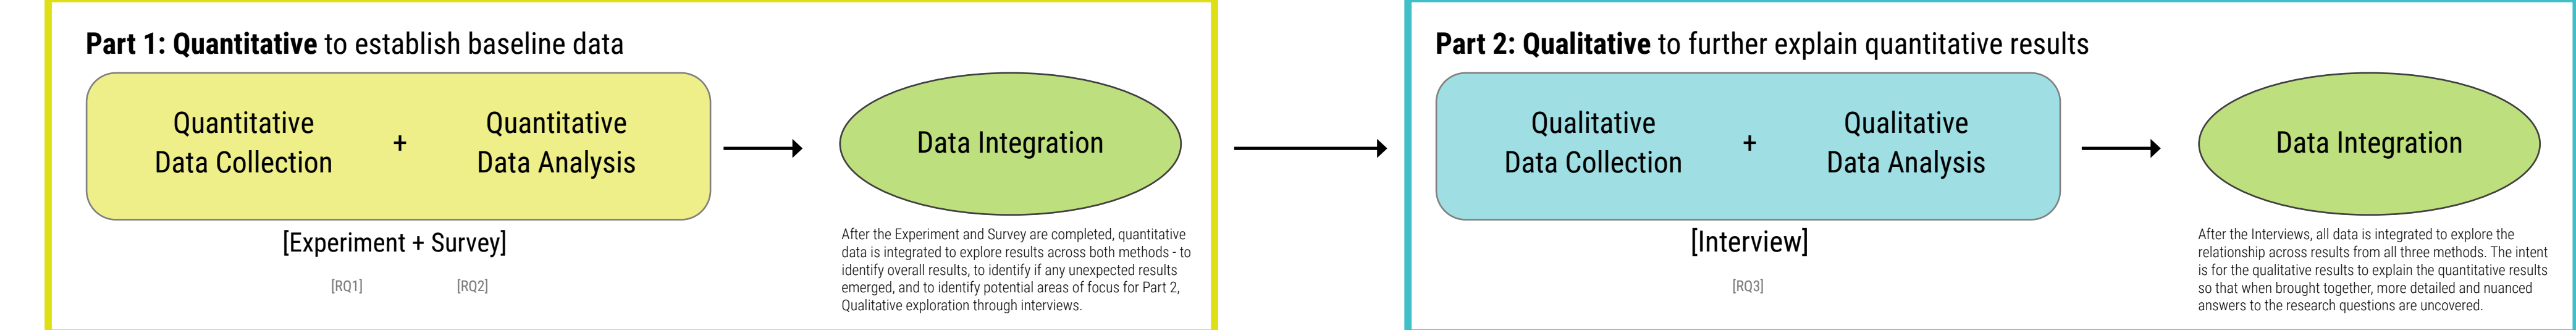 Part 1: Quantitative to establish baseline data
Quantitative
Data Collection
+
Quantitative
Data Analysis
[Experiment + Survey]
[RQ1]
[RQ2]
Data Integration
After the Experiment and Survey are completed, quantitative
data is integrated to explore results across both methods - to
identify overall results, to identify if any unexpected results
emerged, and to identify potential areas of focus for Part 2,
Qualitative exploration through interviews.
Part 2: Qualitative to further explain quantitative results
Qualitative
Data Collection
+
Qualitative
Data Analysis
[Interview]
[RQ3]
Data Integration
After the Interviews, all data is integrated to explore the
relationship across results from all three methods. The intent
is for the qualitative results to explain the quantitative results
so that when brought together, more detailed and nuanced
answers to the research questions are uncovered.